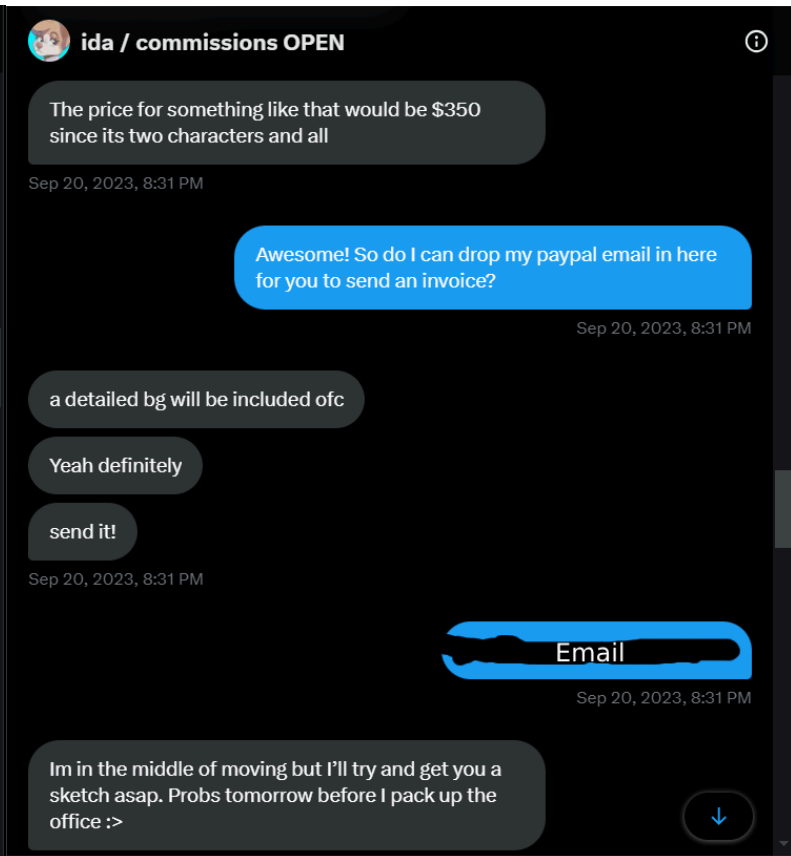 ida / commissions OPEN
The price for something like that would be $350
since its two characters and all
Sep 20, 2023, 8:31 PM
Awesome! So do I can drop my paypal email in here
for you to send an invoice?
Sep 20, 2023, 8:31 PM
a detailed bg will be included ofc
Yeah definitely
send it!
Sep 20, 2023, 8:31 PM
Email
Sep 20, 2023, 8:31 PM
Im in the middle of moving but I'll try and get you a
sketch asap. Probs tomorrow before I pack up the
office :>